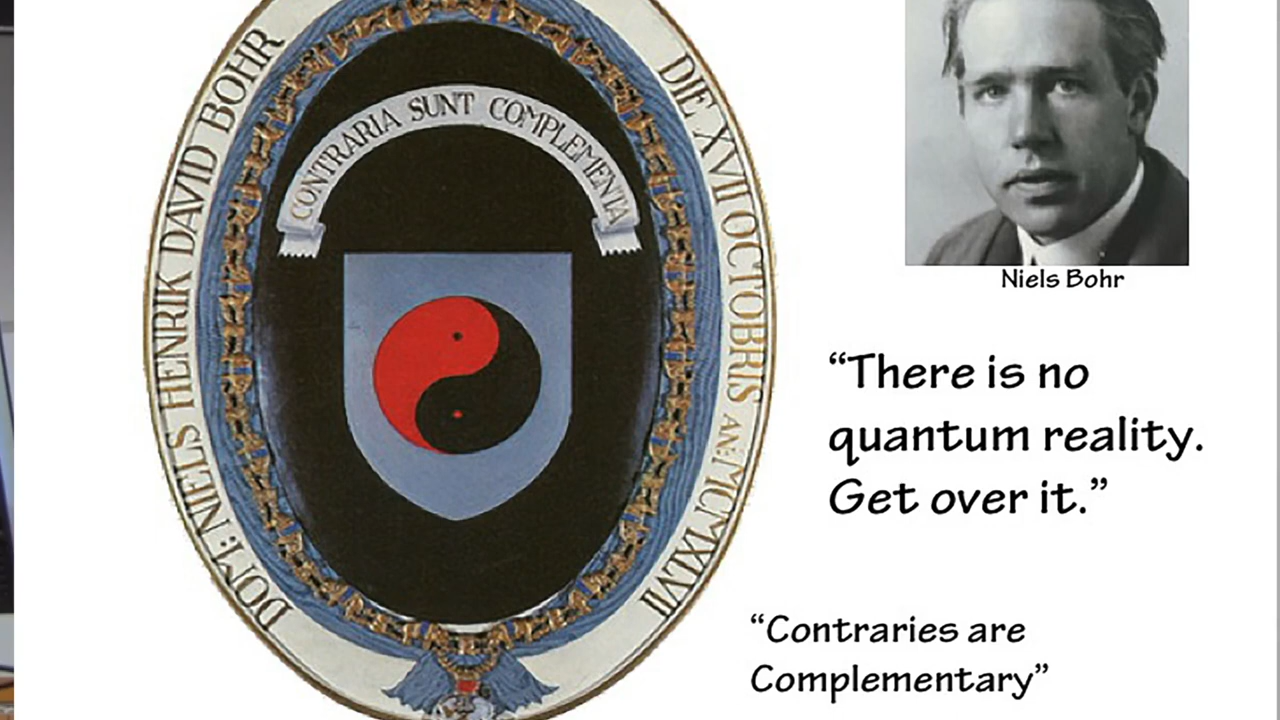 DOM: NIELS HENRIK DAVID BOHR
DIE XVII OCTOBRIS AN: MCMXLVII
CONTRARIA SUNT COMPLEMENTA
Niels Bohr
“There is no
quantum reality.
Get over it.”
“Contraries are
Complementary”